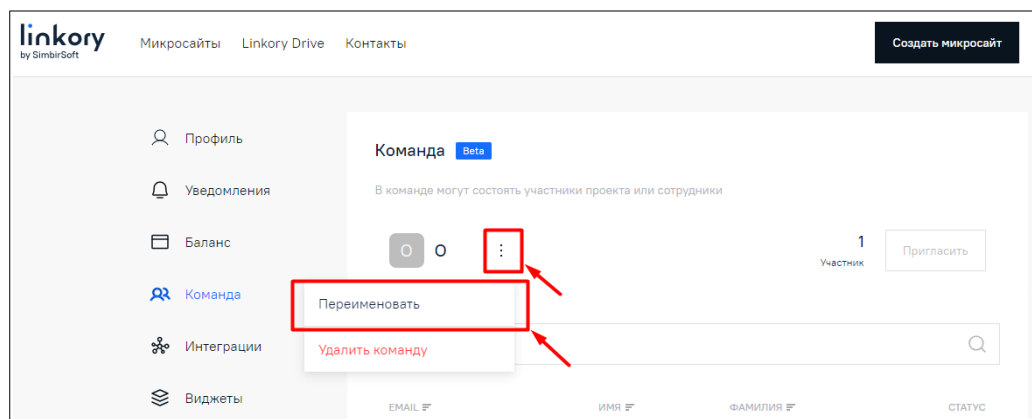 linkory
by SimbirSoft
Микросайты Linkory Drive Контакты
Создать микросайт
Профиль
Уведомления
Баланс
Команда
Интеграции
Виджеты
Команда Beta
В команде могут состоять участники проекта или сотрудники
O O
1
Участник
Пригласить
Переименовать
Удалить команду
EMAIL ИМЯ ФАМИЛИЯ СТАТУС